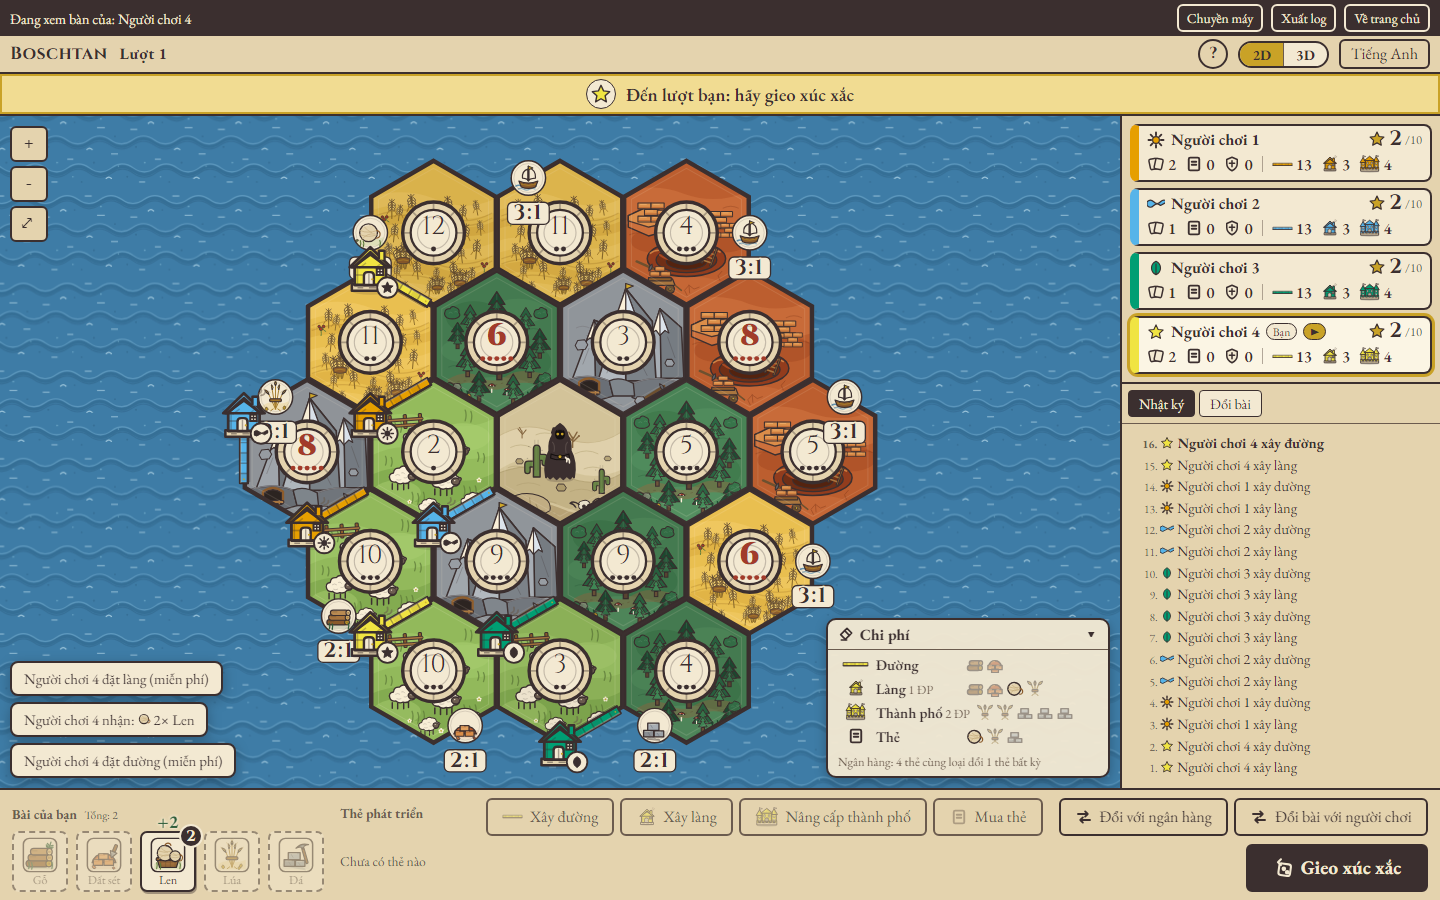 Đang xem bàn của: Người chơi 4
Chuyền máy
Xuất log
Về trang chủ
BOSCHTAN Lượt 1
?
2D
3D
Tiếng Anh
Đến lượt bạn: hãy gieo xúc xắc
+
-
12
3:1
11
4
3:1
11
6
3
8
:1
8
2
5
5
3:1
10
9
9
6
3:1
2:1
10
3
4
2:1
2:1
Người chơi 1 2/10
2 0 0 13 3 4
Người chơi 2 2/10
1 0 0 13 3 4
Người chơi 3 2/10
1 0 0 13 3 4
Người chơi 4 Bạn 2/10
2 0 0 13 3 4
Nhật ký
Đổi bài
16. Người chơi 4 xây đường
15. Người chơi 4 xây làng
14. Người chơi 1 xây đường
13. Người chơi 1 xây làng
12. Người chơi 2 xây đường
11. Người chơi 2 xây làng
10. Người chơi 3 xây đường
9. Người chơi 3 xây làng
8. Người chơi 3 xây đường
7. Người chơi 3 xây làng
6. Người chơi 2 xây đường
5. Người chơi 2 xây làng
4. Người chơi 1 xây đường
3. Người chơi 1 xây làng
2. Người chơi 4 xây đường
1. Người chơi 4 xây làng
Chi phí
Đường
Làng 1 ĐP
Thành phố 2 ĐP
Thẻ
Ngân hàng: 4 thẻ cùng loại đổi 1 thẻ bất kỳ
Người chơi 4 đặt làng (miễn phí)
Người chơi 4 nhận: 2× Len
Người chơi 4 đặt đường (miễn phí)
Bài của bạn Tổng: 2
+2
2
Gỗ
Đất sét
Len
Lúa
Đá
Thẻ phát triển
Chưa có thẻ nào
Xây đường
Xây làng
Nâng cấp thành phố
Mua thẻ
Đổi với ngân hàng
Đổi bài với người chơi
Gieo xúc xắc